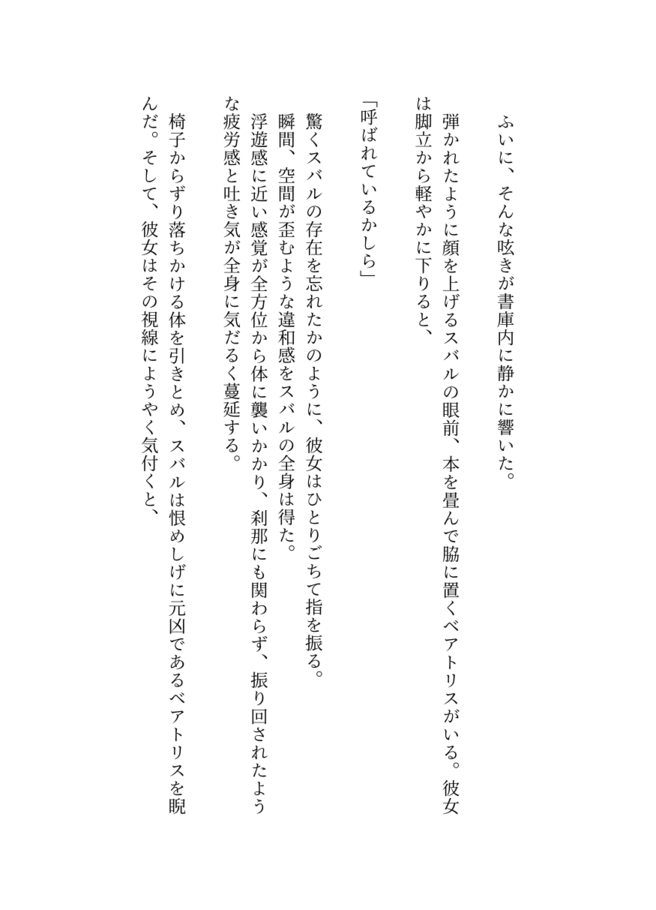 ふいに、そんな呟きが書庫内に静かに響いた。
弾かれたように顔を上げるスバルの眼前、本を畳んで脇に置くベアトリスがいる。彼女
は脚立から軽やかに下りると、
「呼ばれているかしら」
驚くスバルの存在を忘れたかのように、彼女はひとりごちて指を振る。
瞬間、空間が歪むような違和感をスバルの全身は得た。
浮遊感に近い感覚が全方位から体に襲いかかり、刹那にも関わらず、振り回されたよう
な疲労感と吐き気が全身に気だるく蔓延する。
椅子からずり落ちかける体を引きとめ、スバルは恨めしげに元凶であるベアトリスを睨
んだ。そして、彼女はその視線にようやく気付くと、